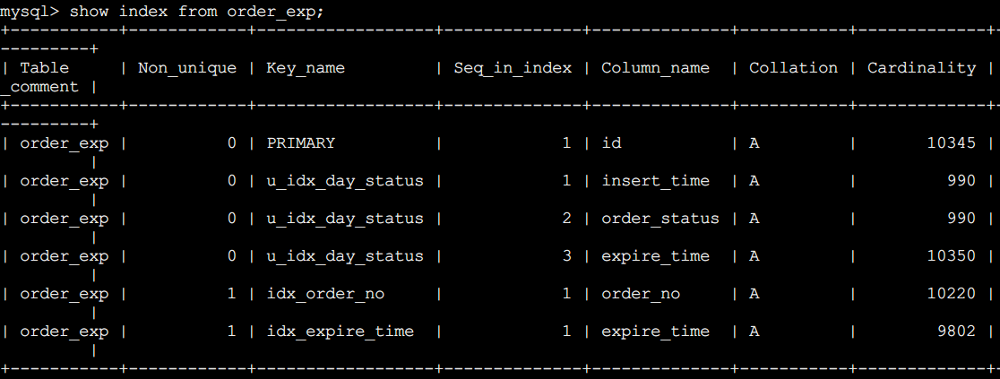 mysql> show index from order_exp;
+-----------+------------+------------------+--------------+--------------+-----------+-------------+-
---------+
| Table     | Non_unique | Key_name         | Seq_in_index | Column_name  | Collation | Cardinality |
_comment |
+-----------+------------+------------------+--------------+--------------+-----------+-------------+-
---------+
| order_exp |          0 | PRIMARY          |            1 | id           | A         |       10345 |
         |
| order_exp |          0 | u_idx_day_status |            1 | insert_time  | A         |         990 |
         |
| order_exp |          0 | u_idx_day_status |            2 | order_status | A         |         990 |
         |
| order_exp |          0 | u_idx_day_status |            3 | expire_time  | A         |       10350 |
         |
| order_exp |          1 | idx_order_no     |            1 | order_no     | A         |       10220 |
         |
| order_exp |          1 | idx_expire_time  |            1 | expire_time  | A         |        9802 |
         |
+-----------+------------+------------------+--------------+--------------+-----------+-------------+-